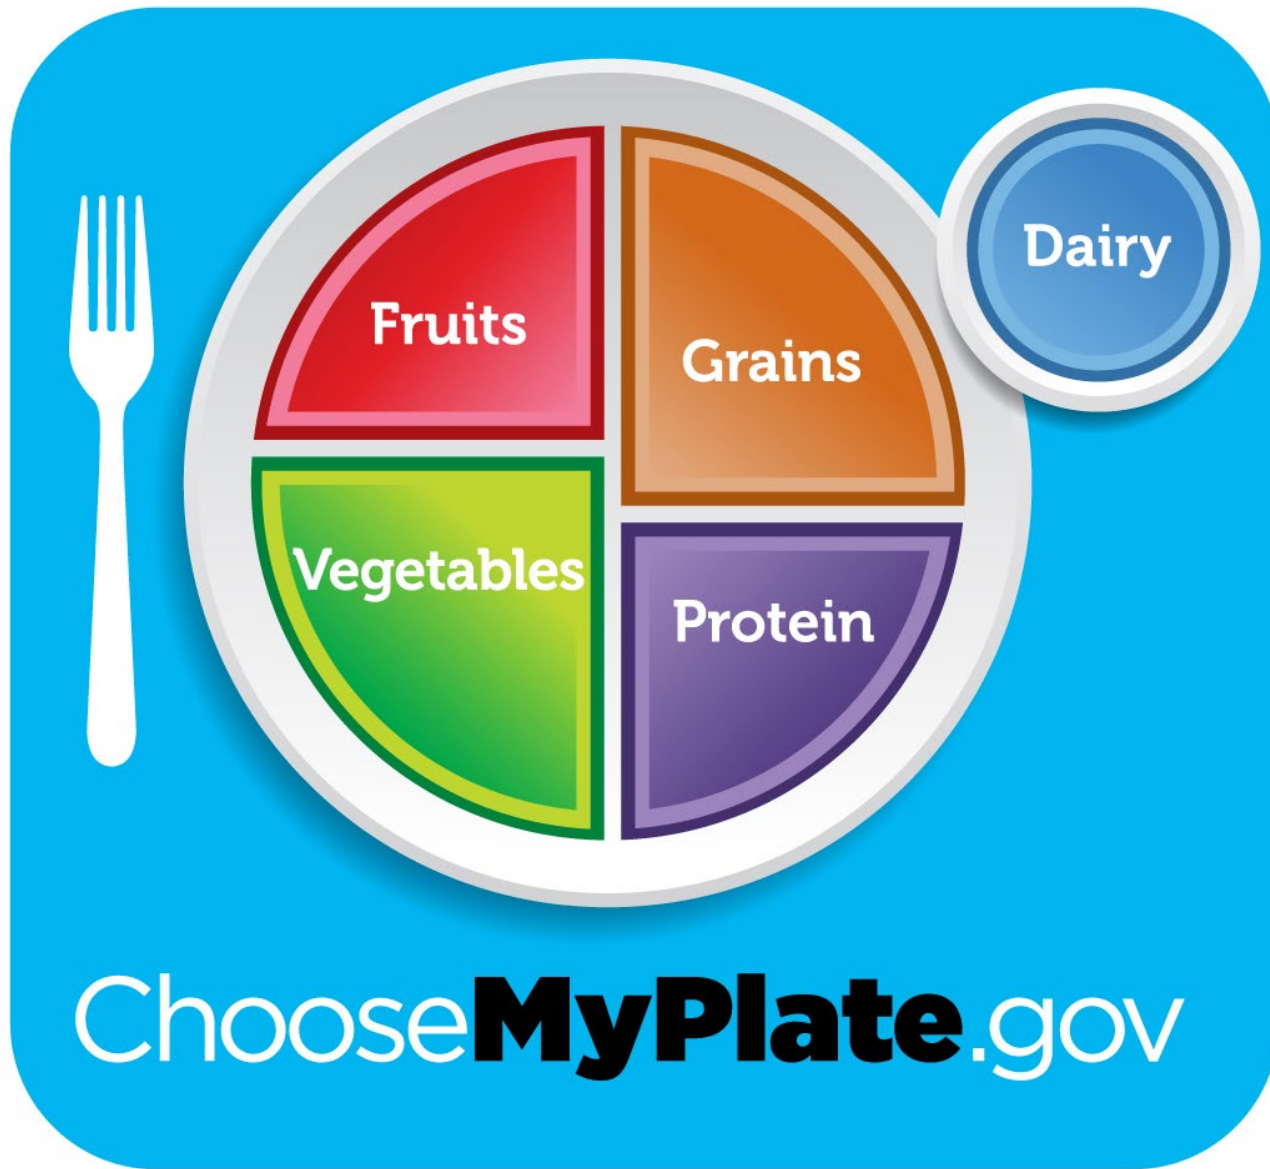 Fruits
Grains
Dairy
Vegetables
Protein
ChooseMyPlate.gov